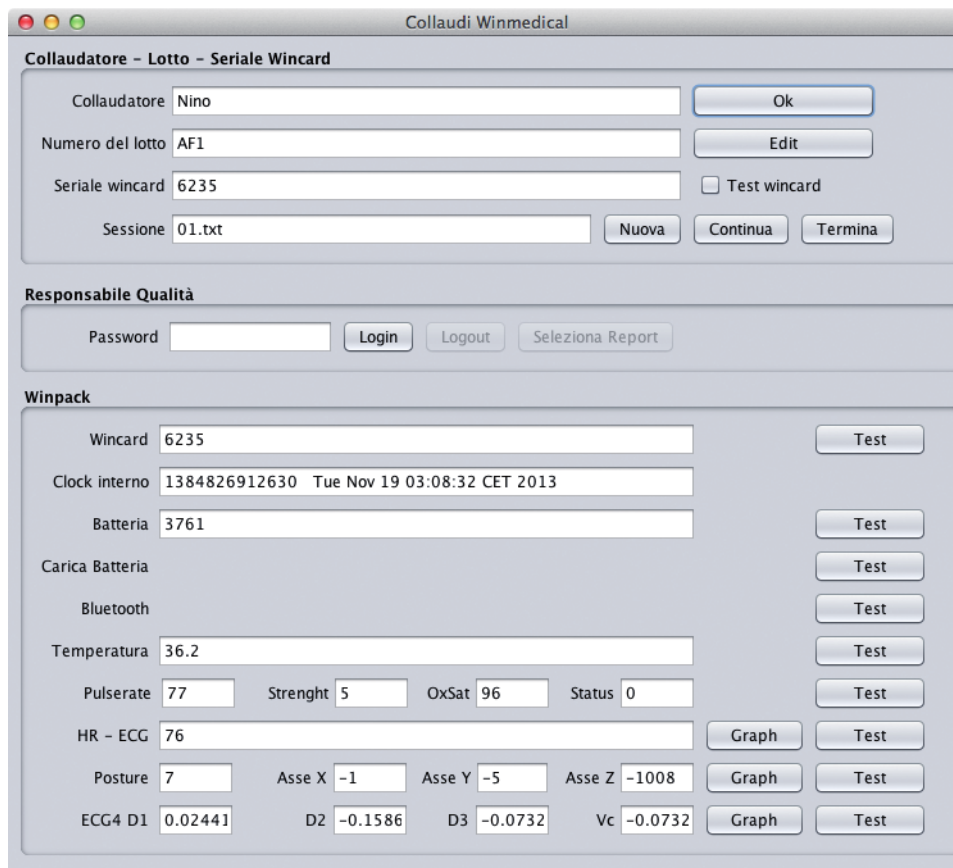 Collaudi Winmedical
Collaudatore - Lotto - Seriale Wincard
Collaudatore Nino Ok
Numero del lotto AF1 Edit
Seriale wincard 6235 Test wincard
Sessione 01.txt Nuova Continua Termina
Responsabile Qualità
Password Login Logout Seleziona Report
Winpack
Wincard 6235 Test
Clock interno 1384826912630 Tue Nov 19 03:08:32 CET 2013
Batteria 3761 Test
Carica Batteria Test
Bluetooth Test
Temperatura 36.2 Test
Pulserate 77 Strenght 5 OxSat 96 Status 0 Test
HR - ECG 76 Graph Test
Posture 7 Asse X -1 Asse Y -5 Asse Z -1008 Graph Test
ECG4 D1 0.02441 D2 -0.1586 D3 -0.0732 Vc -0.0732 Graph Test